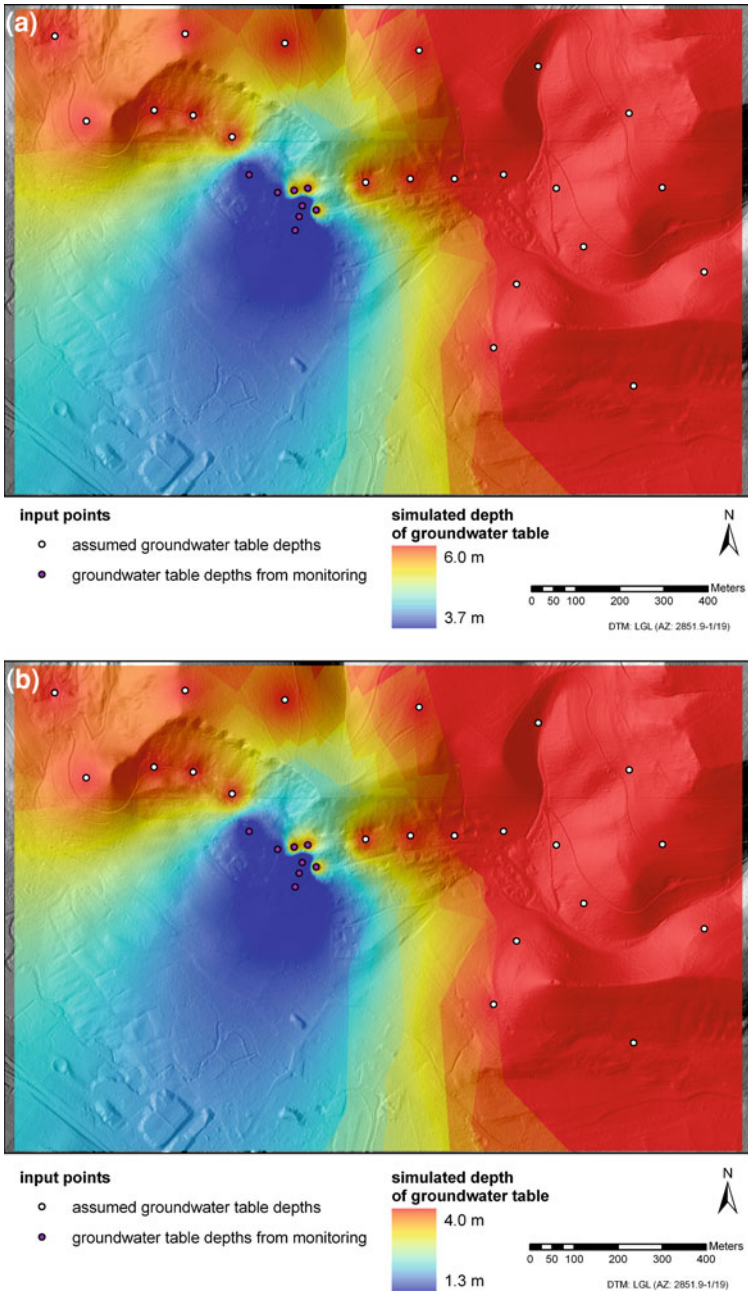 (a)
input points
assumed groundwater table depths
groundwater table depths from monitoring
simulated depth
of groundwater table
6.0 m
3.7 m
N
Meters
0 50 100 200 300 400
DTM: LGL (AZ: 2851.9-1/19)
(b)
input points
assumed groundwater table depths
groundwater table depths from monitoring
simulated depth
of groundwater table
4.0 m
1.3 m
N
Meters
0 50 100 200 300 400
DTM: LGL (AZ: 2851.9-1/19)